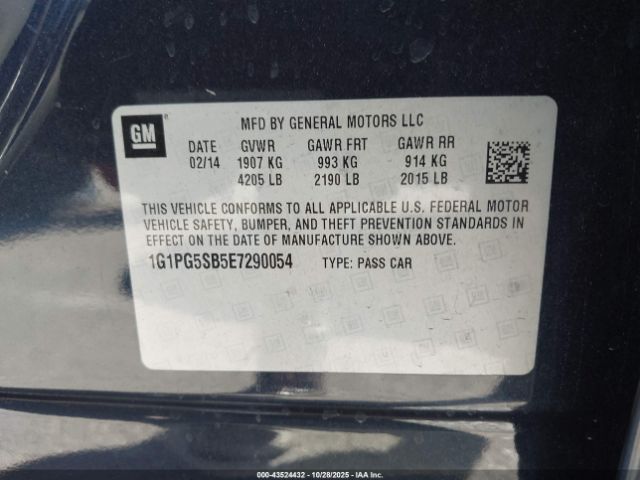 GM
MFD BY GENERAL MOTORS LLC
DATE GVWR GAWR FRT GAWR RR
02/14 1907 KG 993 KG 914 KG
4205 LB 2190 LB 2015 LB
THIS VEHICLE CONFORMS TO ALL APPLICABLE U.S. FEDERAL MOTOR
VEHICLE SAFETY, BUMPER, AND THEFT PREVENTION STANDARDS IN
EFFECT ON THE DATE OF MANUFACTURE SHOWN ABOVE.
1G1PG5SB5E7290054 TYPE: PASS CAR
000-43524432 - 10/28/2025 - IAAI.com